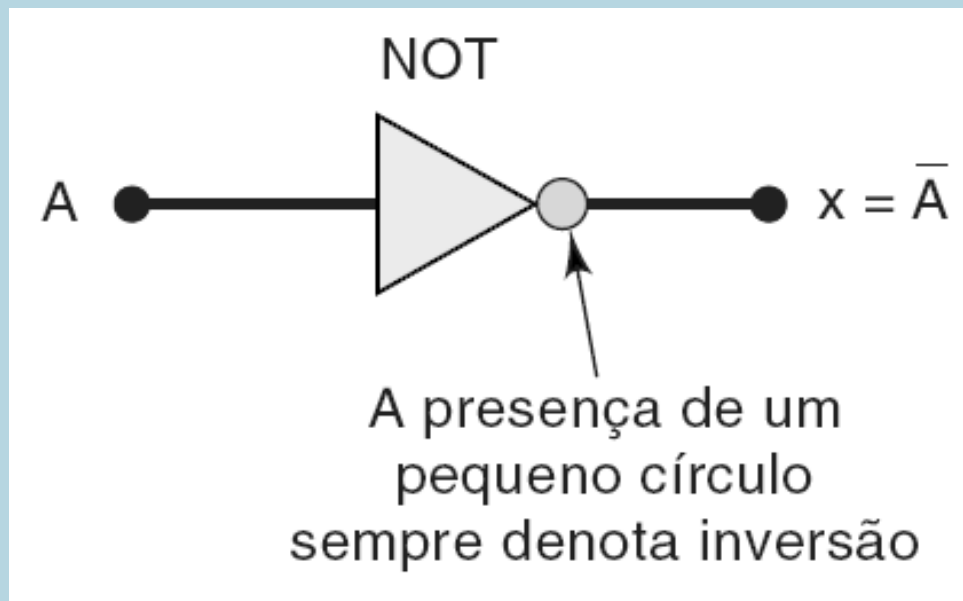 NOT
A
x = A̅
A presença de um
pequeno círculo
sempre denota inversão